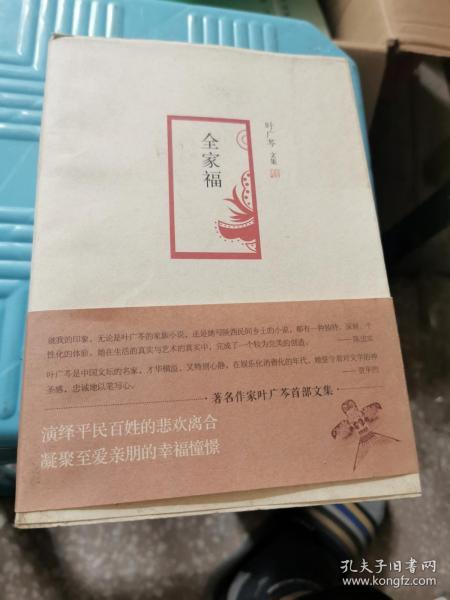 叶广芩 文集
全家福
就我的印象，无论是叶广芩的家族小说，还是她写陕西民间乡土的小说，都有一种独特、深刻、个
性化的体验，她在生活的真实与艺术的真实中，完成了一个较为完美的创造。 ——陈忠实
叶广芩是中国文坛的名家，才华横溢，又特别心静，在娱乐化消费化的年代，她坚守着对文学的神
圣感，忠诚地以笔写心。 ——贾平凹
著名作家叶广芩首部文集
演绎平民百姓的悲欢离合
凝聚至爱亲朋的幸福憧憬
孔夫子旧书网
www.kongfz.com